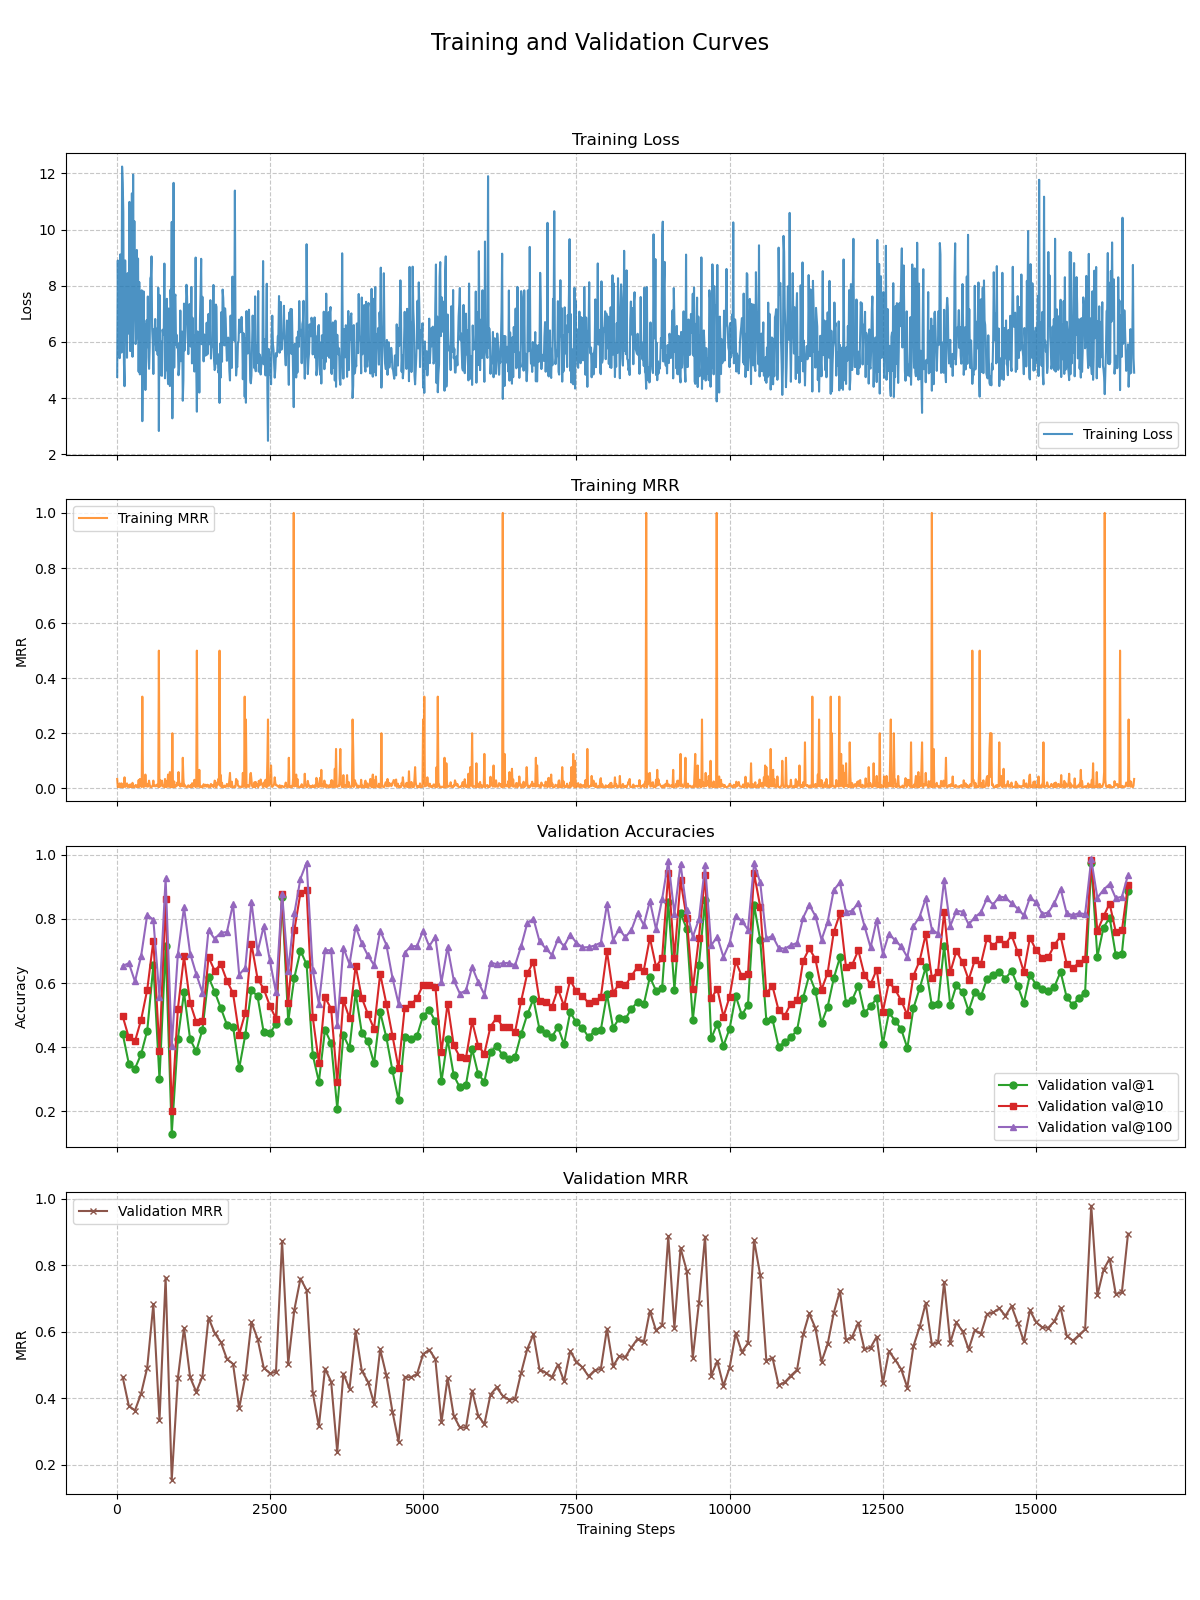 Training and Validation Curves
Training Loss
12
10
8
6
4
2
Loss
Training Loss
Training MRR
1.0
0.8
0.6
0.4
0.2
0.0
MRR
Training MRR
Validation Accuracies
1.0
0.8
0.6
0.4
0.2
Accuracy
Validation val@1
Validation val@10
Validation val@100
Validation MRR
1.0
0.8
0.6
0.4
0.2
MRR
Validation MRR
0 2500 5000 7500 10000 12500 15000
Training Steps